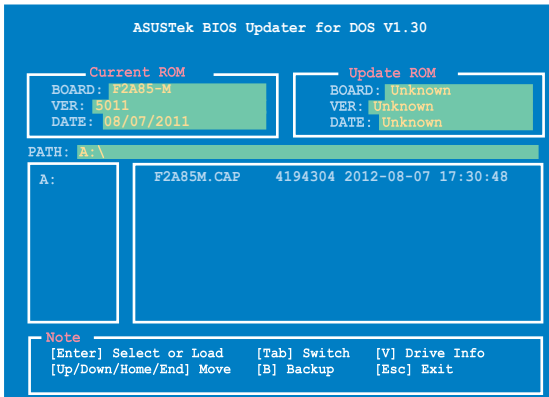 ASUSTek BIOS Updater for DOS V1.30
Current ROM
BOARD: F2A85-M
VER: 5011
DATE: 08/07/2011
Update ROM
BOARD: Unknown
VER: Unknown
DATE: Unknown
PATH: A:\
A:
F2A85M.CAP 4194304 2012-08-07 17:30:48
Note
[Enter] Select or Load [Tab] Switch [V] Drive Info
[Up/Down/Home/End] Move [B] Backup [Esc] Exit